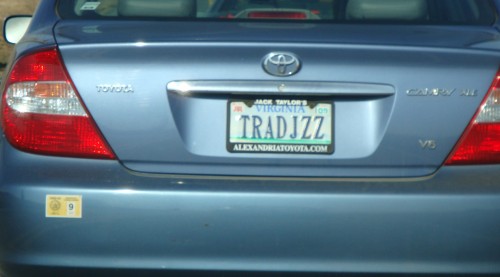 TOYOTA
CAMRY XLE
JACK TAYLOR'S
VIRGINIA
TRADJZZ
ALEXANDRIATOYOTA.COM
V6
9